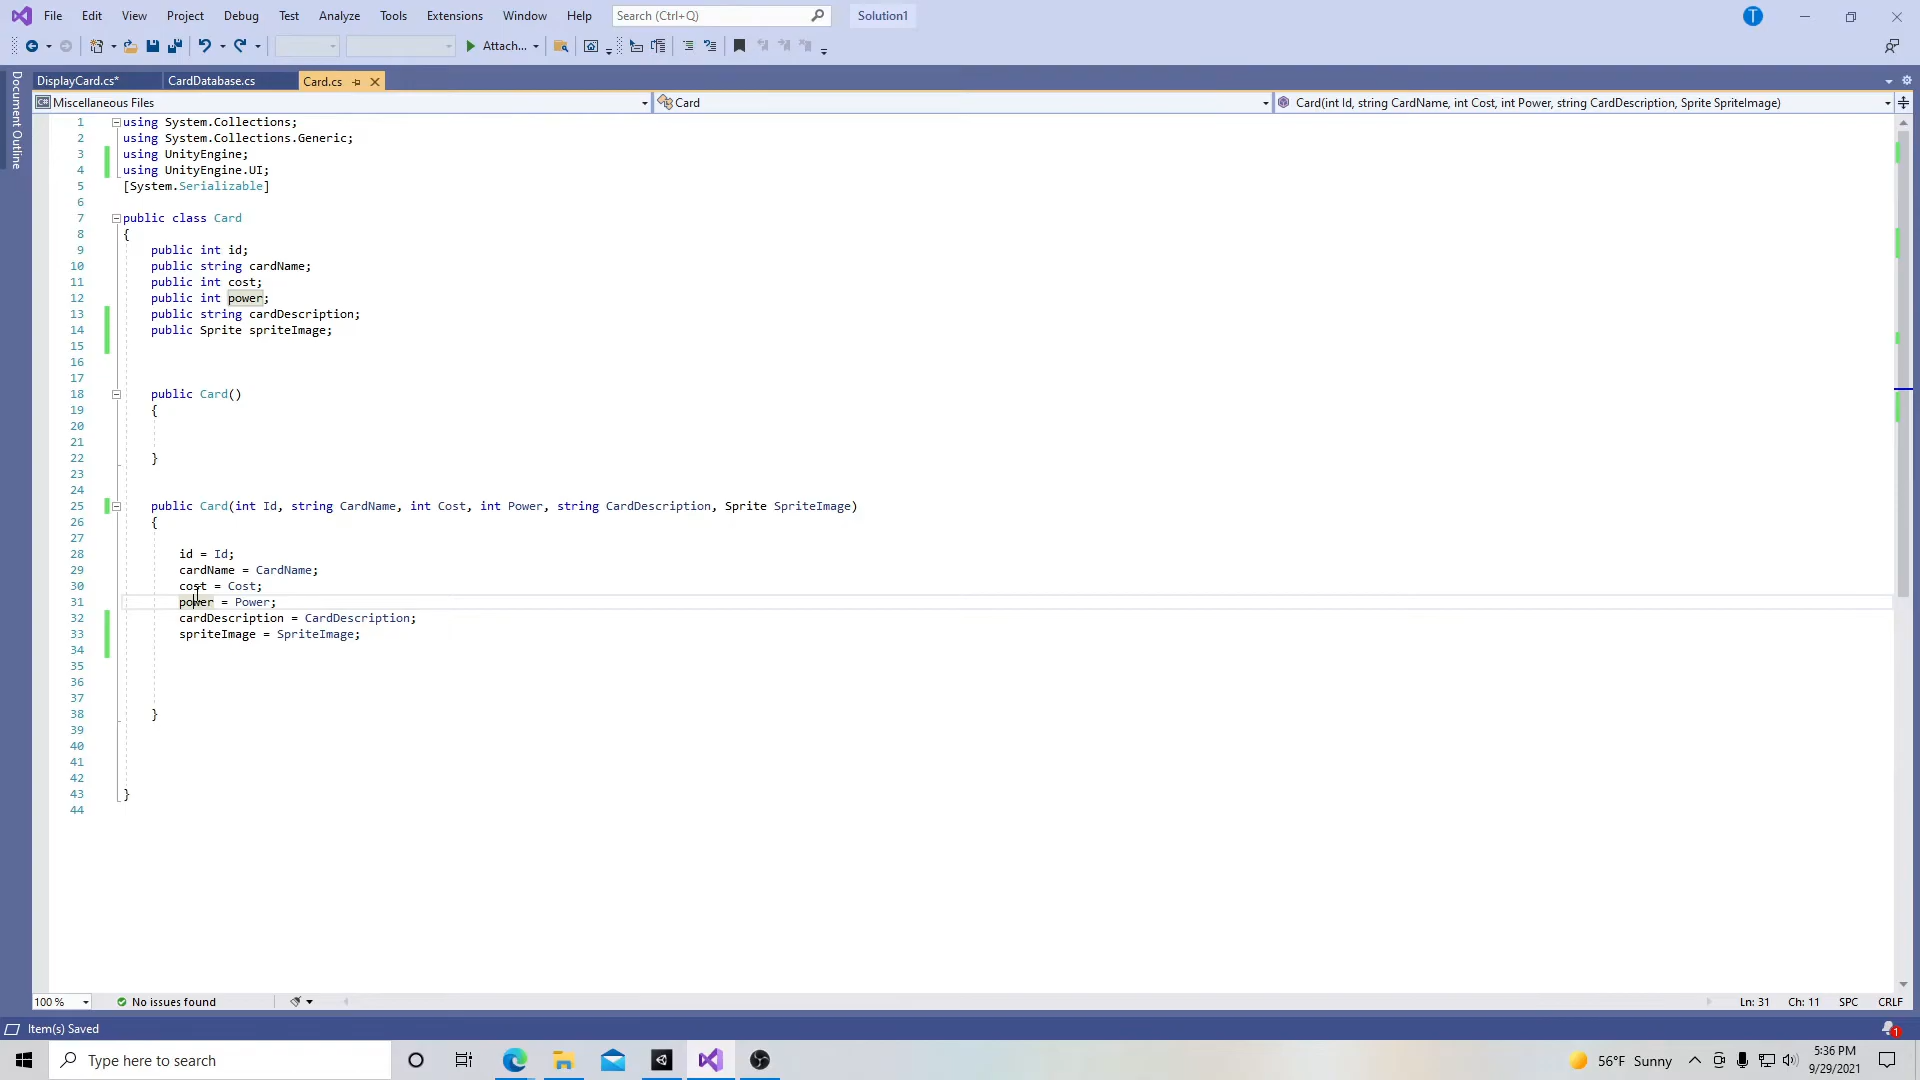 File Edit View Project Debug Test Analyze Tools Extensions Window Help Search (Ctrl+Q) Solution1 T
Attach...
Document Outline
DisplayCard.cs* CardDatabase.cs Card.cs
C# Miscellaneous Files Card Card(int Id, string CardName, int Cost, int Power, string CardDescription, Sprite SpriteImage)
1 using System.Collections;
2 using System.Collections.Generic;
3 using UnityEngine;
4 using UnityEngine.UI;
5 [System.Serializable]
6
7 public class Card
8 {
9 public int id;
10 public string cardName;
11 public int cost;
12 public int power;
13 public string cardDescription;
14 public Sprite spriteImage;
15
16
17
18 public Card()
19 {
20
21
22 }
23
24
25 public Card(int Id, string CardName, int Cost, int Power, string CardDescription, Sprite SpriteImage)
26 {
27
28 id = Id;
29 cardName = CardName;
30 cost = Cost;
31 power = Power;
32 cardDescription = CardDescription;
33 spriteImage = SpriteImage;
34
35
36
37
38 }
39
40
41
42
43 }
44
100 % No issues found Ln: 31 Ch: 11 SPC CRLF
Item(s) Saved 1
Type here to search 56°F Sunny 5:36 PM
9/29/2021